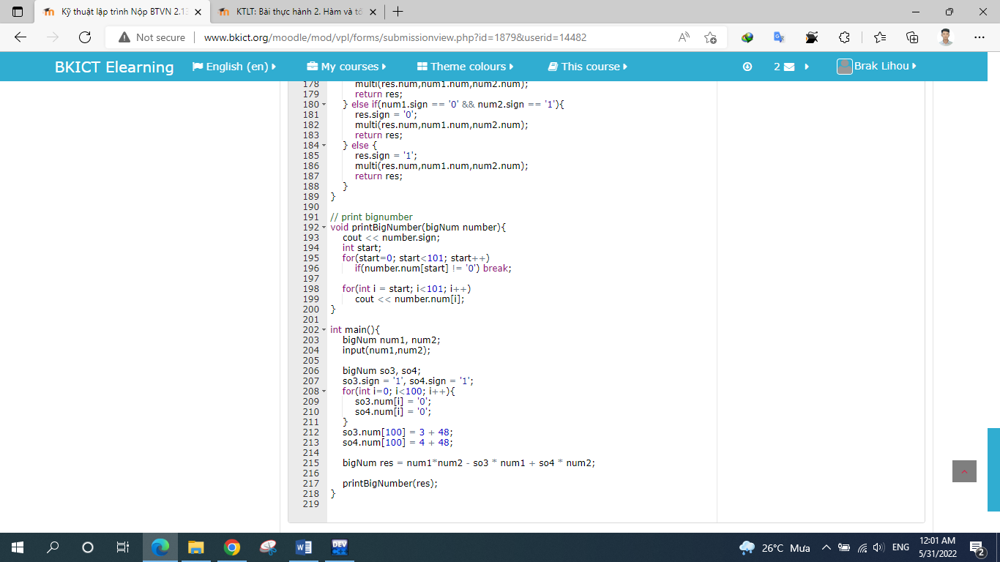 Kỹ thuật lập trình Nộp BTVN 2.13
KTLT: Bài thực hành 2. Hàm và tố
Not secure | www.bkict.org/moodle/mod/vpl/forms/submissionview.php?id=1879&userid=14482
BKICT Elearning English (en) My courses Theme colours This course 2 Brak Lihou
178 multi(res.num,num1.num,num2.num);
179 return res;
180 } else if(num1.sign == '0' && num2.sign == '1'){
181 res.sign = '0';
182 multi(res.num,num1.num,num2.num);
183 return res;
184 } else {
185 res.sign = '1';
186 multi(res.num,num1.num,num2.num);
187 return res;
188 }
189 }
190
191 // print bignumber
192 void printBigNumber(bigNum number){
193 cout << number.sign;
194 int start;
195 for(start=0; start<101; start++)
196 if(number.num[start] != '0') break;
197
198 for(int i = start; i<101; i++)
199 cout << number.num[i];
200 }
201
202 int main(){
203 bigNum num1, num2;
204 input(num1,num2);
205
206 bigNum so3, so4;
207 so3.sign = '1', so4.sign = '1';
208 for(int i=0; i<100; i++){
209 so3.num[i] = '0';
210 so4.num[i] = '0';
211 }
212 so3.num[100] = 3 + 48;
213 so4.num[100] = 4 + 48;
214
215 bigNum res = num1*num2 - so3 * num1 + so4 * num2;
216
217 printBigNumber(res);
218 }
219
DEV
26°C Mưa ENG
12:01 AM
5/31/2022
2